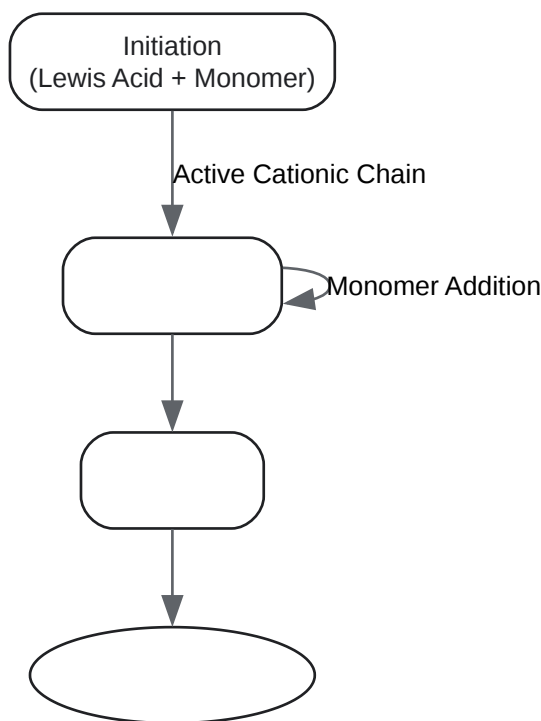 Initiation
(Lewis Acid + Monomer)
Active Cationic Chain
Monomer Addition